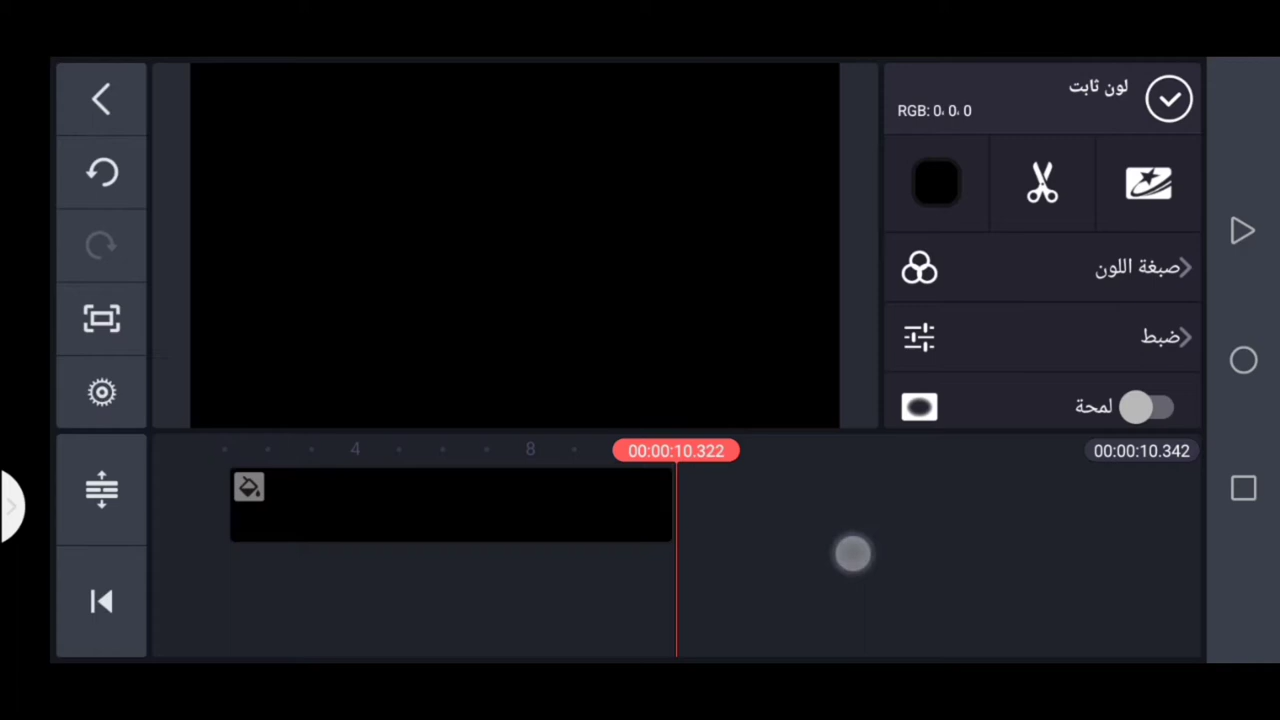 لون ثابت
RGB: 0، 0، 0
صبغة اللون
ضبط
لمحة
4
8
00:00:10.322
00:00:10.342